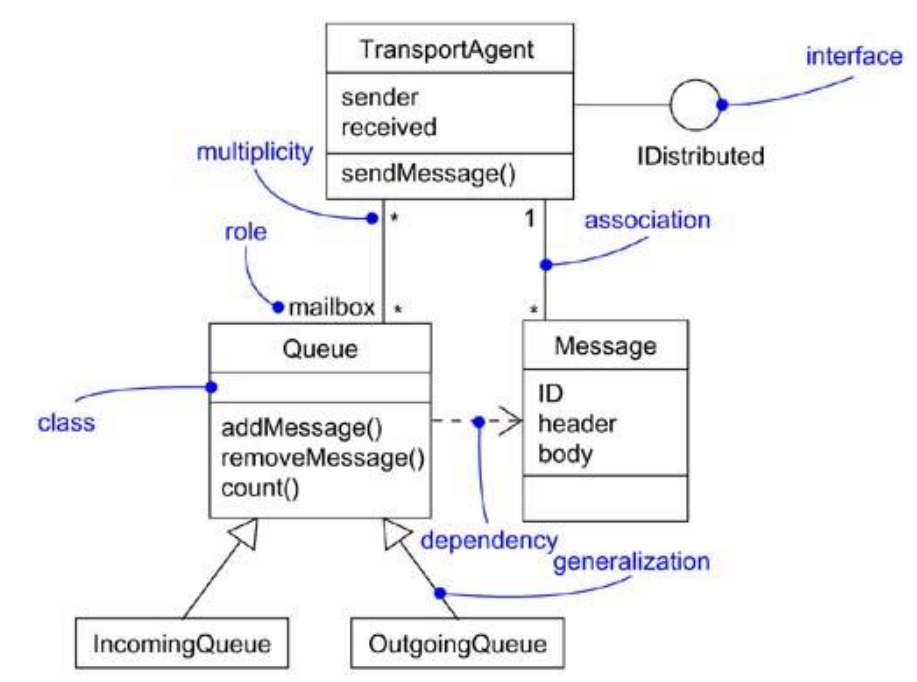 TransportAgent
interface
sender
received
multiplicity
IDistributed
sendMessage()
*
1
association
role
mailbox
*
*
Queue
Message
class
ID
header
body
addMessage()
removeMessage()
count()
dependency
generalization
IncomingQueue
OutgoingQueue